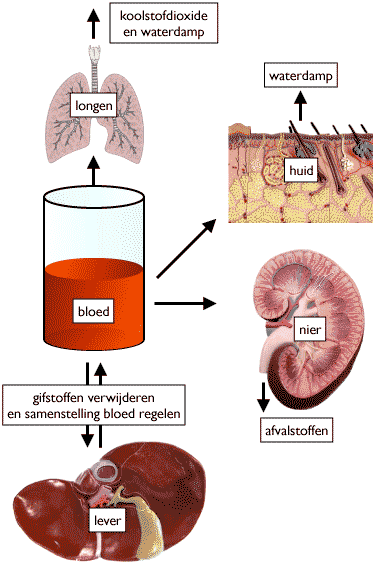 koolstofdioxide
en waterdamp
longen
waterdamp
huid
bloed
nier
gifstoffen verwijderen
en samenstelling bloed regelen
afvalstoffen
lever